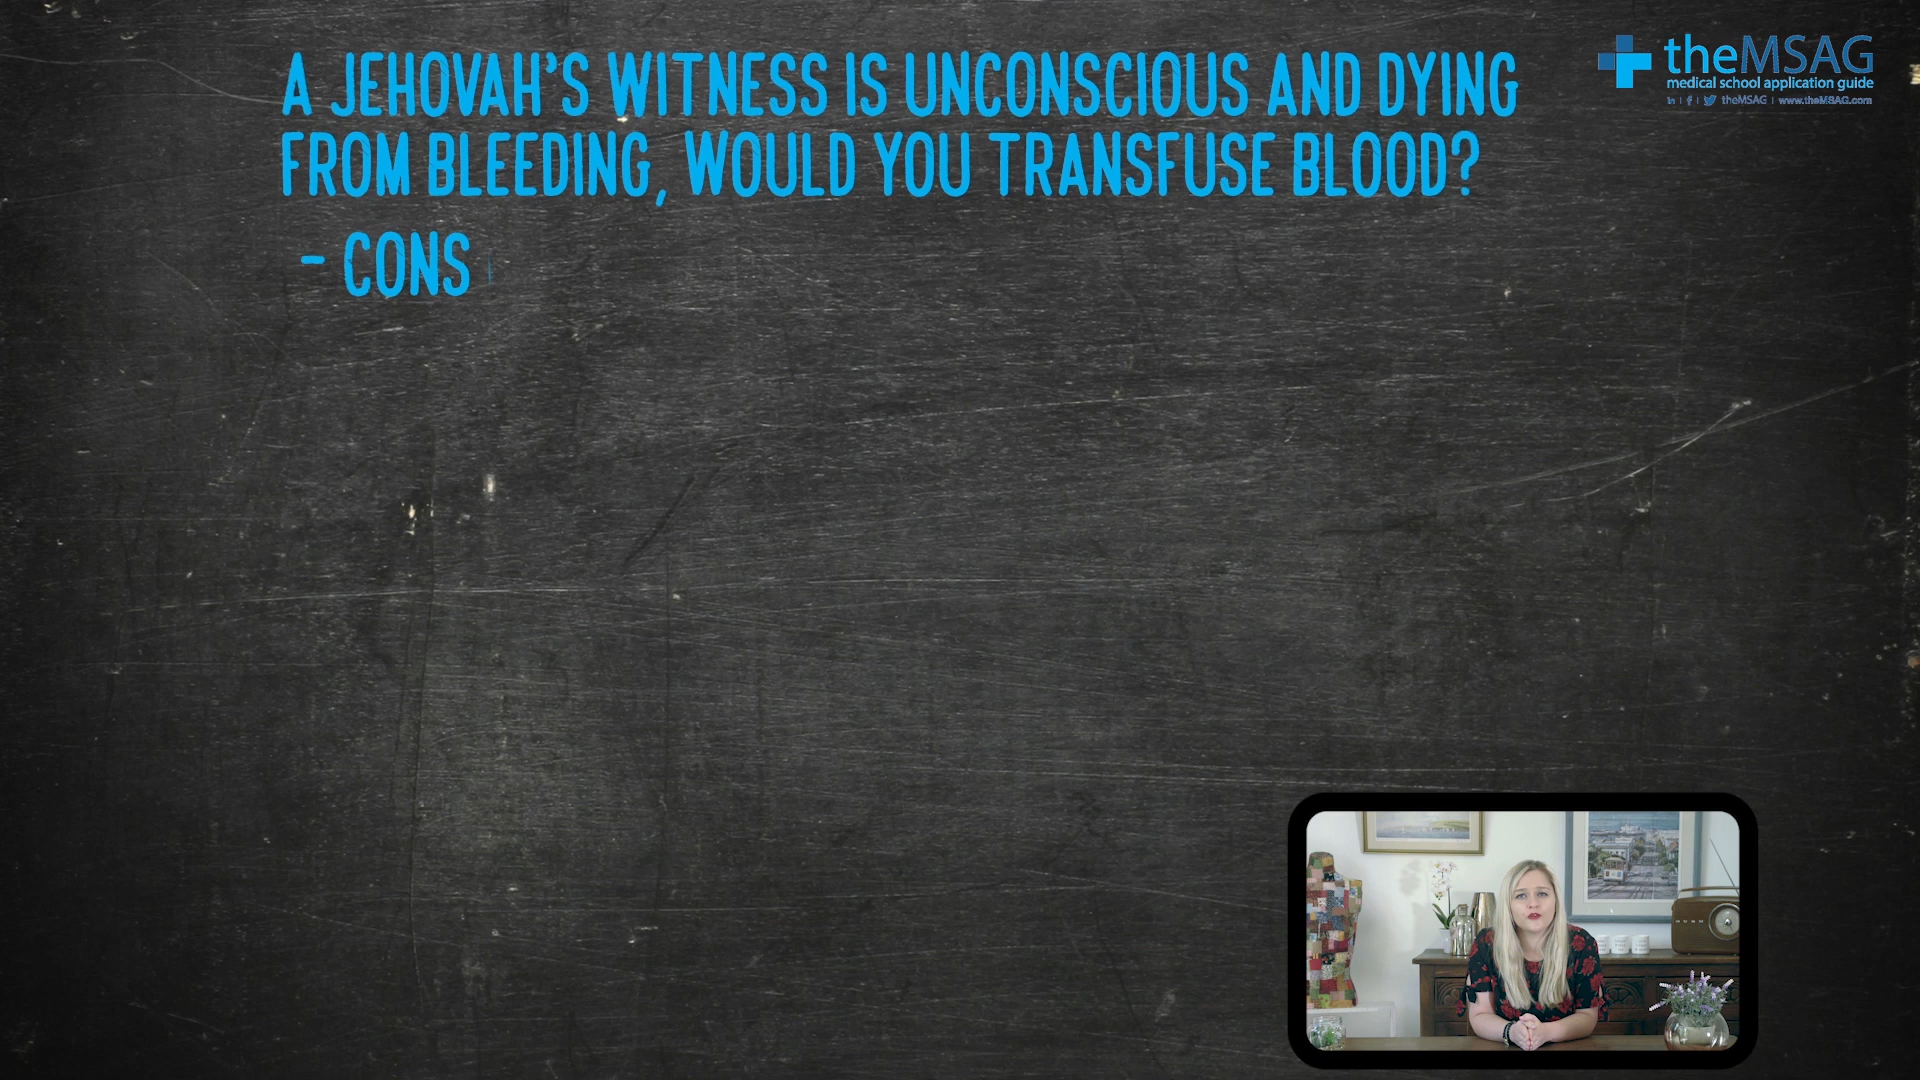 A JEHOVAH'S WITNESS IS UNCONSCIOUS AND DYING
FROM BLEEDING, WOULD YOU TRANSFUSE BLOOD?
- CONS
theMSAG
medical school application guide
in | f | theMSAG | www.theMSAG.com